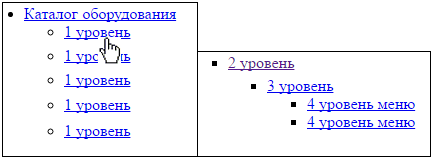 Каталог оборудования
1 уровень
1 уровень
1 уровень
1 уровень
1 уровень
2 уровень
3 уровень
4 уровень меню
4 уровень меню